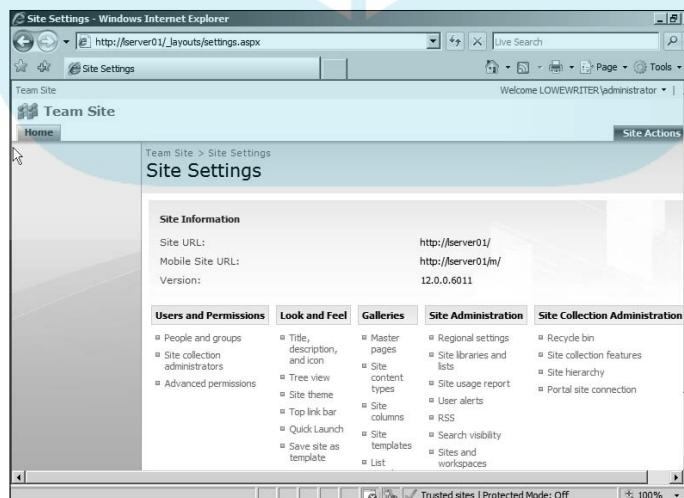 Site Settings - Windows Internet Explorer
http://lserver01/_layouts/settings.aspx
Live Search
Site Settings
Page
Tools
Team Site
Welcome LOWEWRITER\administrator
Team Site
Home
Site Actions
Team Site > Site Settings
Site Settings
Site Information
Site URL: http://lserver01/
Mobile Site URL: http://lserver01/m/
Version: 12.0.0.6011
Users and Permissions
People and groups
Site collection
administrators
Advanced permissions
Look and Feel
Title,
description,
and icon
Tree view
Site theme
Top link bar
Quick Launch
Save site as
template
Galleries
Master
pages
Site
content
types
Site
columns
Site
templates
List
Site Administration
Regional settings
Site libraries and
lists
Site usage report
User alerts
RSS
Search visibility
Sites and
workspaces
Site Collection Administration
Recycle bin
Site collection features
Site hierarchy
Portal site connection
Trusted sites | Protected Mode: Off
100%